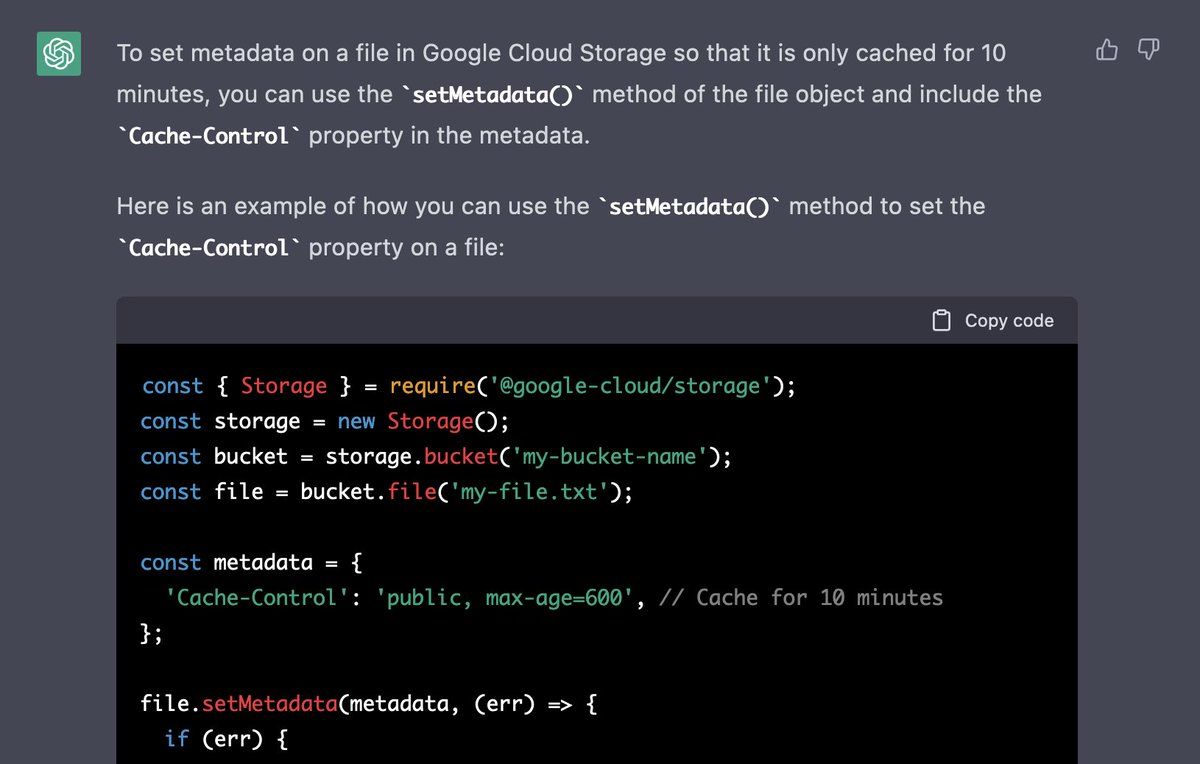 To set metadata on a file in Google Cloud Storage so that it is only cached for 10
minutes, you can use the `setMetadata()` method of the file object and include the
`Cache-Control` property in the metadata.
Here is an example of how you can use the `setMetadata()` method to set the
`Cache-Control` property on a file:
Copy code
const { Storage } = require('@google-cloud/storage');
const storage = new Storage();
const bucket = storage.bucket('my-bucket-name');
const file = bucket.file('my-file.txt');
const metadata = {
  'Cache-Control': 'public, max-age=600', // Cache for 10 minutes
};
file.setMetadata(metadata, (err) => {
  if (err) {